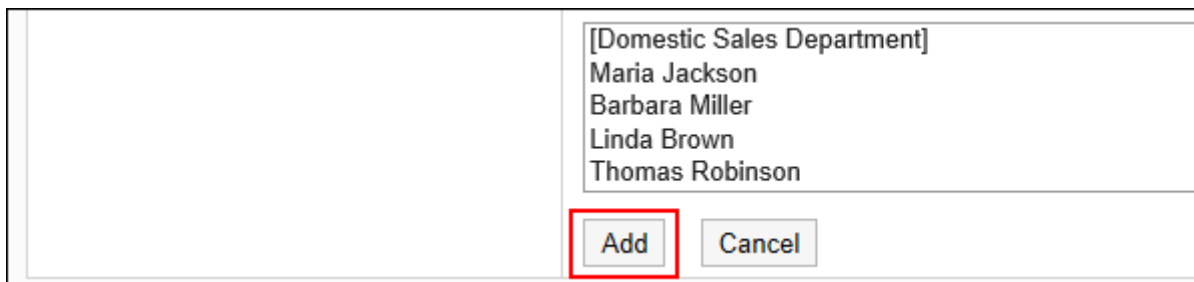 [Domestic Sales Department]
Maria Jackson
Barbara Miller
Linda Brown
Thomas Robinson
Add Cancel